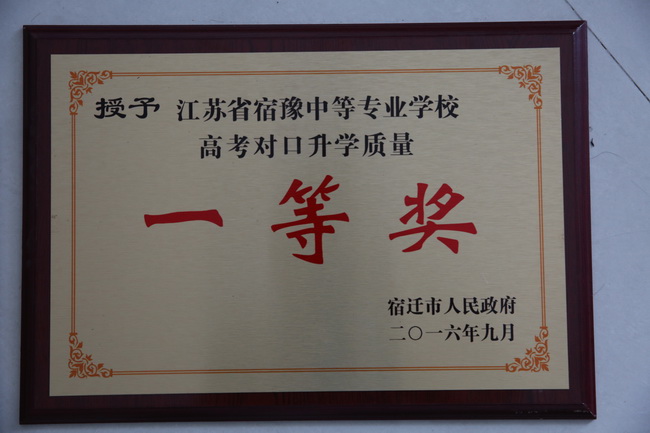 授予 江苏省宿豫中等专业学校
高考对口升学质量
一等奖
宿迁市人民政府
二〇一六年九月